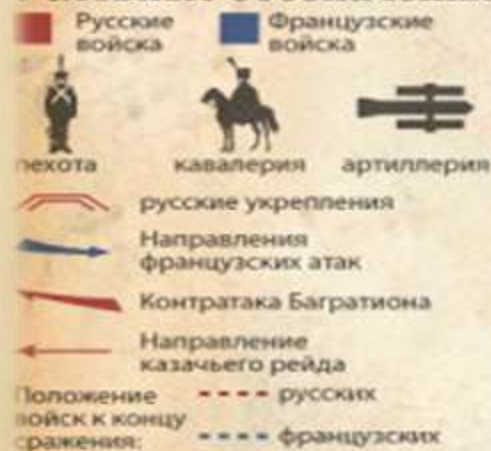 Русские
войска
Французские
войска
пехота
кавалерия
артиллерия
русские укрепления
Направления
французских атак
Контратака Багратиона
Направление
казачьего рейда
Положение
войск к концу
сражения:
русских
французских